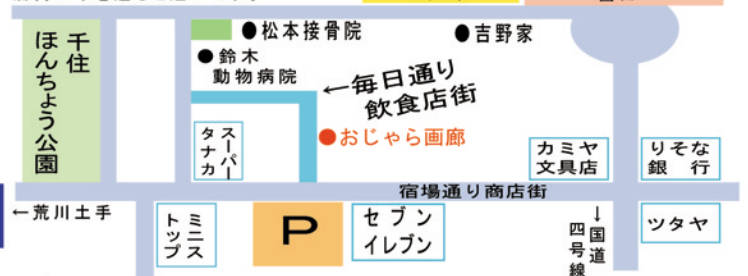 ●松本接骨院
●吉野家
●鈴木
動物病院
千住
ほんちょう公園
←毎日通り
飲食店街
スーパー
タナカ
●おじゃら画廊
カミヤ
文具店
りそな
銀行
宿場通り商店街
←荒川土手
ミニス
トップ
P
セブン
イレブン
→国道
四号線
ツタヤ